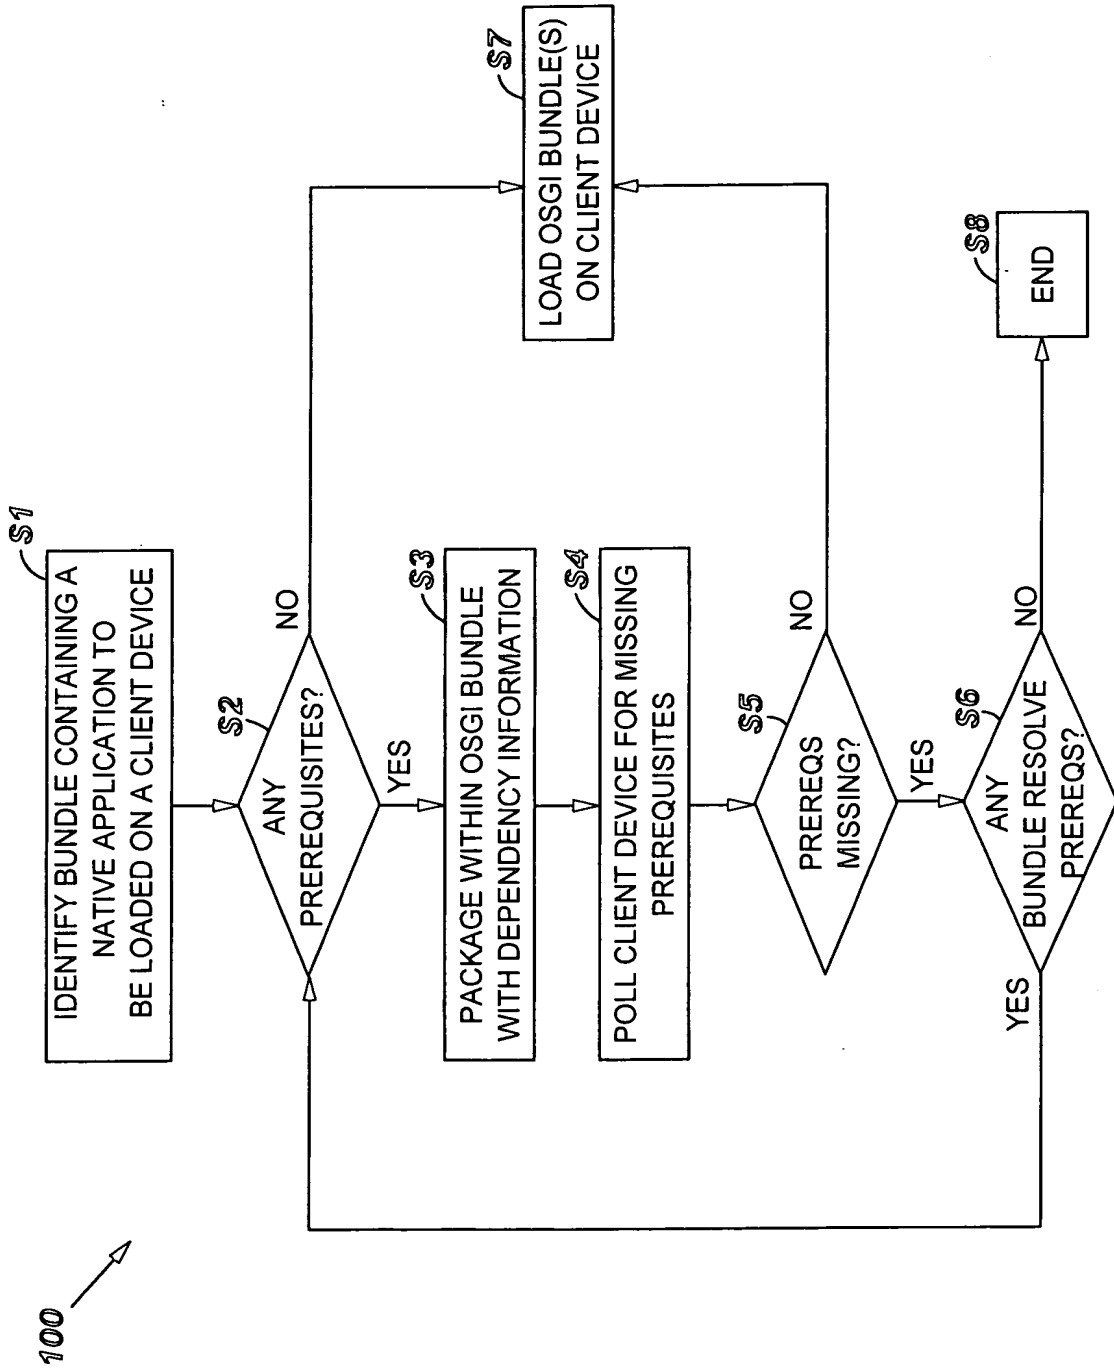 100
S1
IDENTIFY BUNDLE CONTAINING A
NATIVE APPLICATION TO
BE LOADED ON A CLIENT DEVICE
S2
ANY
PREREQUISITES?
NO
YES
S3
PACKAGE WITHIN OSGI BUNDLE
WITH DEPENDENCY INFORMATION
S4
POLL CLIENT DEVICE FOR MISSING
PREREQUISITES
S5
PREREQS
MISSING?
NO
YES
S6
ANY
BUNDLE RESOLVE
PREREQS?
YES
NO
S7
LOAD OSGI BUNDLE(S)
ON CLIENT DEVICE
S8
END